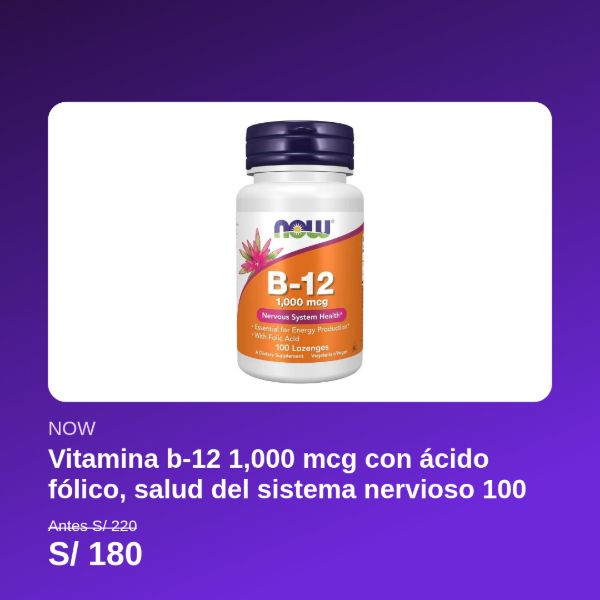 now
B-12
1,000 mcg
Nervous System Health*
• Essential for Energy Production*
• With Folic Acid
100 Lozenges
A Dietary Supplement Vegetarian/Vegan
NOW
Vitamina b-12 1,000 mcg con ácido
fólico, salud del sistema nervioso 100
Antes S/ 220
S/ 180